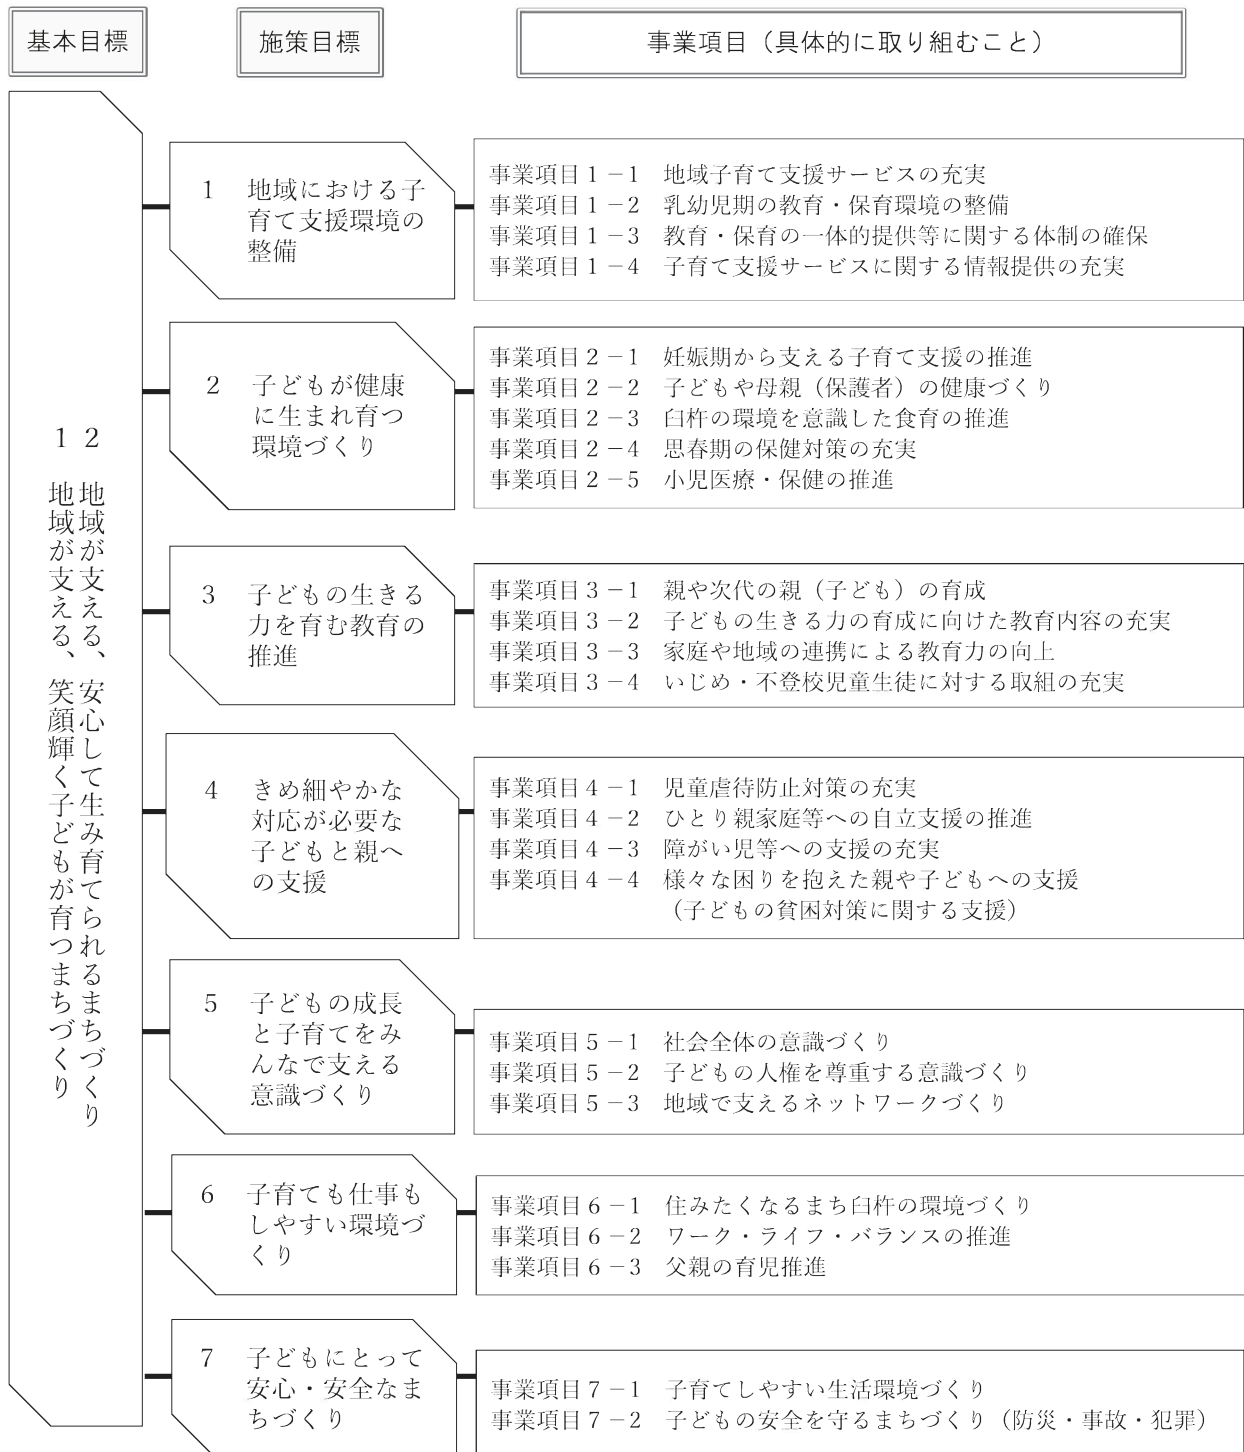 基本目標
施策目標
事業項目（具体的に取り組むこと）
1　地域が支える、笑顔輝く子どもが育つまちづくり
2　地域が支える、安心して生み育てられるまちづくり
1　地域における子
育て支援環境の
整備
事業項目１－１　地域子育て支援サービスの充実
事業項目１－２　乳幼児期の教育・保育環境の整備
事業項目１－３　教育・保育の一体的提供等に関する体制の確保
事業項目１－４　子育て支援サービスに関する情報提供の充実
2　子どもが健康
に生まれ育つ
環境づくり
事業項目２－１　妊娠期から支える子育て支援の推進
事業項目２－２　子どもや母親（保護者）の健康づくり
事業項目２－３　臼杵の環境を意識した食育の推進
事業項目２－４　思春期の保健対策の充実
事業項目２－５　小児医療・保健の推進
3　子どもの生きる
力を育む教育の
推進
事業項目３－１　親や次代の親（子ども）の育成
事業項目３－２　子どもの生きる力の育成に向けた教育内容の充実
事業項目３－３　家庭や地域の連携による教育力の向上
事業項目３－４　いじめ・不登校児童生徒に対する取組の充実
4　きめ細やかな
対応が必要な
子どもと親へ
の支援
事業項目４－１　児童虐待防止対策の充実
事業項目４－２　ひとり親家庭等への自立支援の推進
事業項目４－３　障がい児等への支援の充実
事業項目４－４　様々な困りを抱えた親や子どもへの支援
（子どもの貧困対策に関する支援）
5　子どもの成長
と子育てをみ
んなで支える
意識づくり
事業項目５－１　社会全体の意識づくり
事業項目５－２　子どもの人権を尊重する意識づくり
事業項目５－３　地域で支えるネットワークづくり
6　子育ても仕事も
しやすい環境づ
くり
事業項目６－１　住みたくなるまち臼杵の環境づくり
事業項目６－２　ワーク・ライフ・バランスの推進
事業項目６－３　父親の育児推進
7　子どもにとって
安心・安全なま
ちづくり
事業項目７－１　子育てしやすい生活環境づくり
事業項目７－２　子どもの安全を守るまちづくり（防災・事故・犯罪）